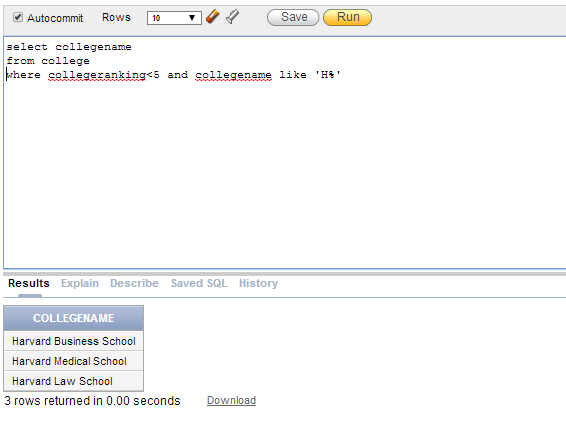 Autocommit Rows 10 Save Run
select collegename
from college
where collegeranking<5 and collegename like 'H%'
Results Explain Describe Saved SQL History
COLLEGENAME
Harvard Business School
Harvard Medical School
Harvard Law School
3 rows returned in 0.00 seconds Download